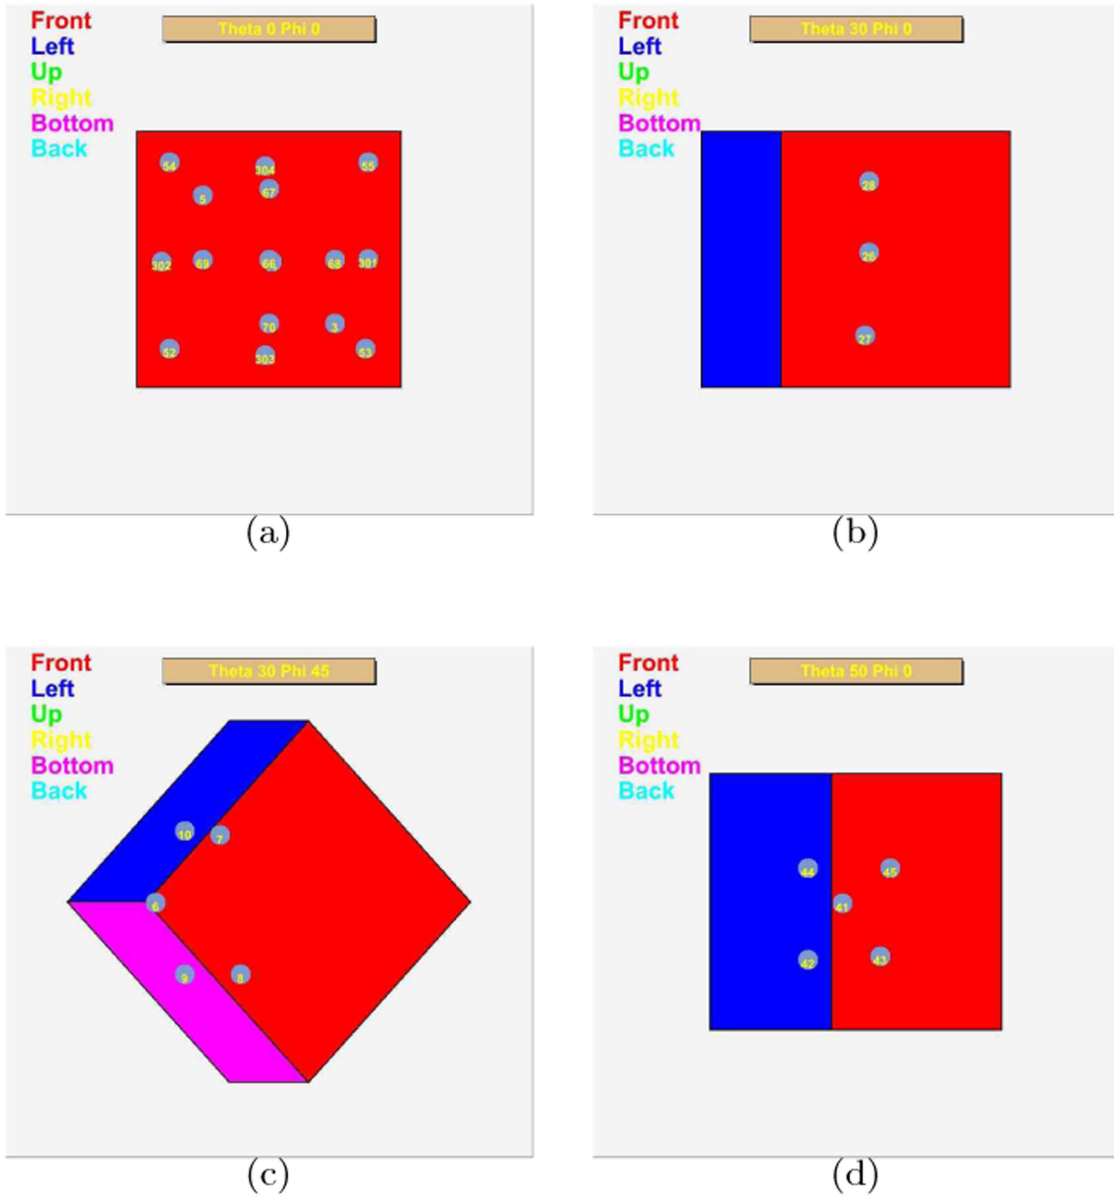 Front
Left
Up
Right
Bottom
Back
Theta 0 Phi 0
54
304
55
5
67
302
69
66
68
301
70
3
52
303
53
(a)
Front
Left
Up
Right
Bottom
Back
Theta 30 Phi 0
28
26
27
(b)
Front
Left
Up
Right
Bottom
Back
Theta 30 Phi 45
10
7
6
9
8
(c)
Front
Left
Up
Right
Bottom
Back
Theta 50 Phi 0
44
45
41
42
43
(d)